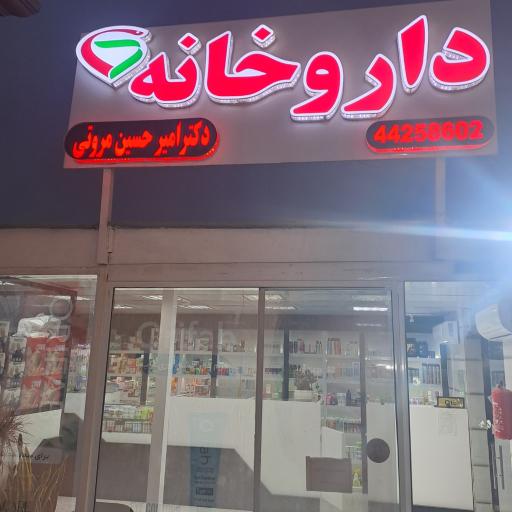 داروخانه
دکتر امیر حسین مروتی
44258602